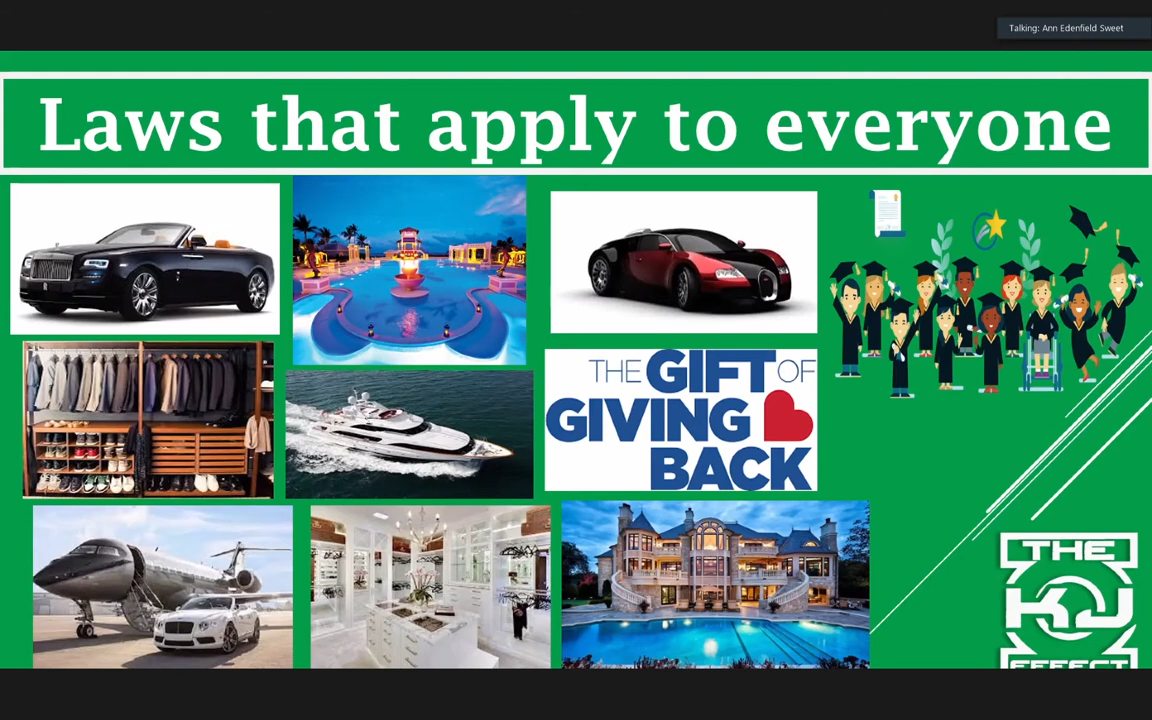 Talking: Ann Edenfield Sweet
Laws that apply to everyone
THE GIFT OF
GIVING
BACK
THE
KJ
EFFECT